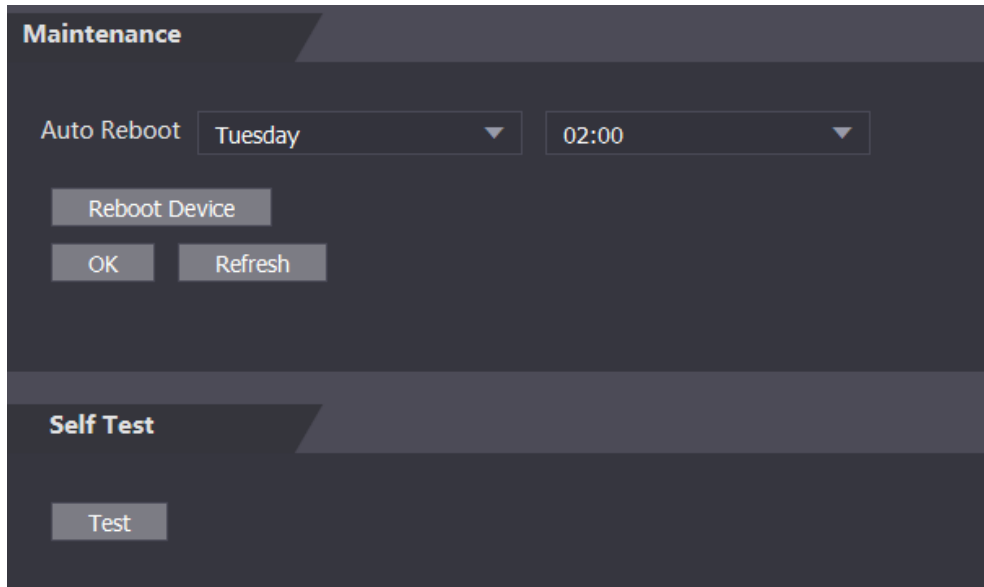 Maintenance
Auto Reboot Tuesday 02:00
Reboot Device
OK Refresh
Self Test
Test